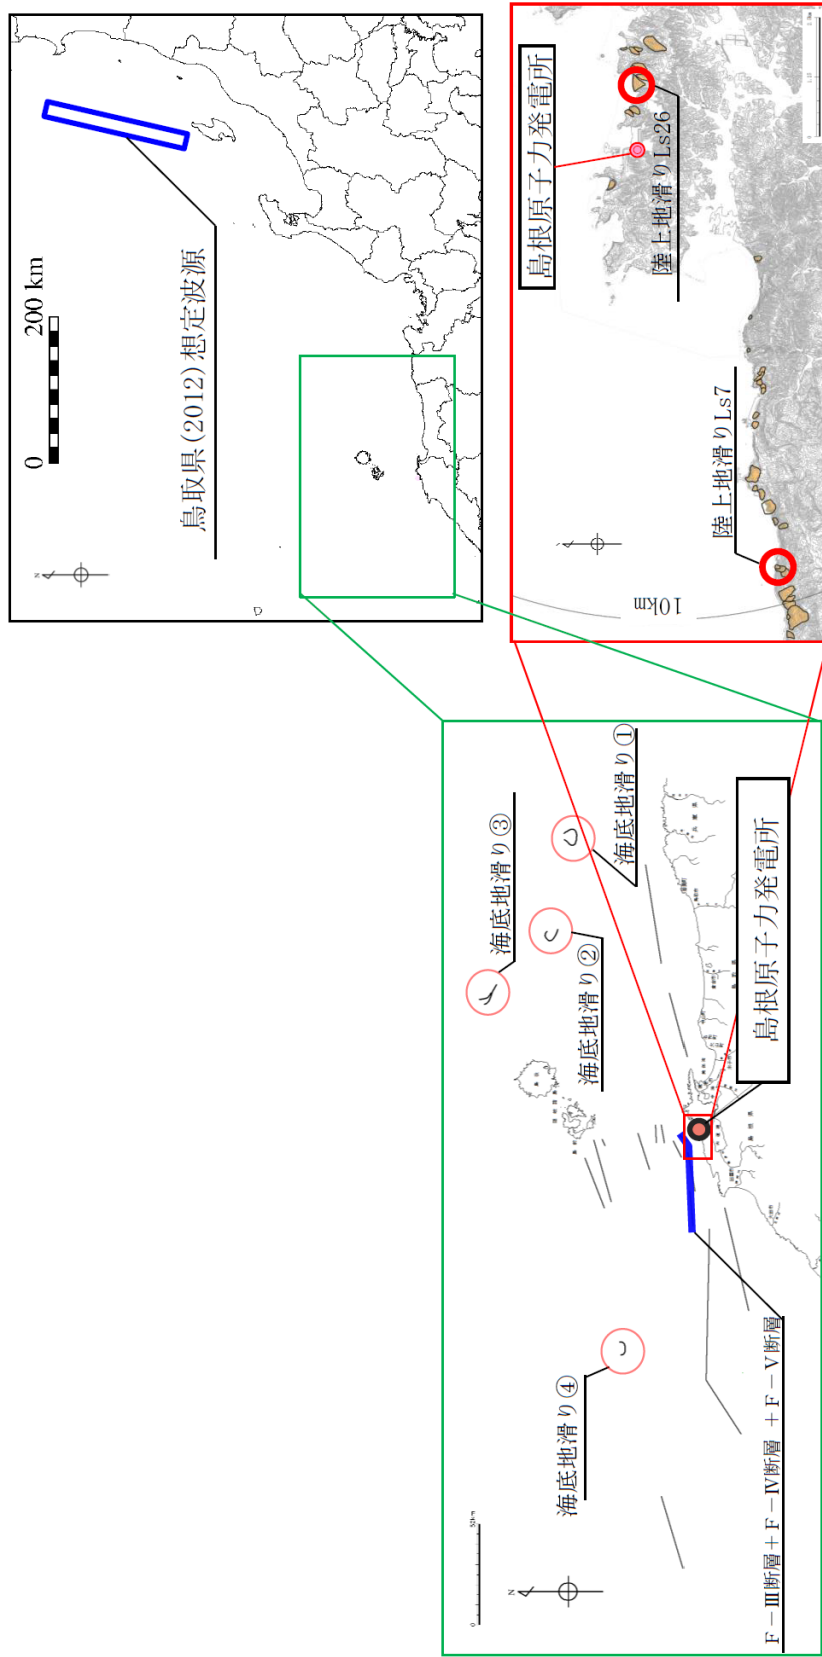 0 200 km
鳥取県(2012)想定波源
N
島根原子力発電所
陸上地滑りLs26
陸上地滑りLs7
10km
N
0 50km
海底地滑り④
海底地滑り③
海底地滑り②
海底地滑り①
島根原子力発電所
F－Ⅲ断層＋F－Ⅳ断層＋F－Ⅴ断層